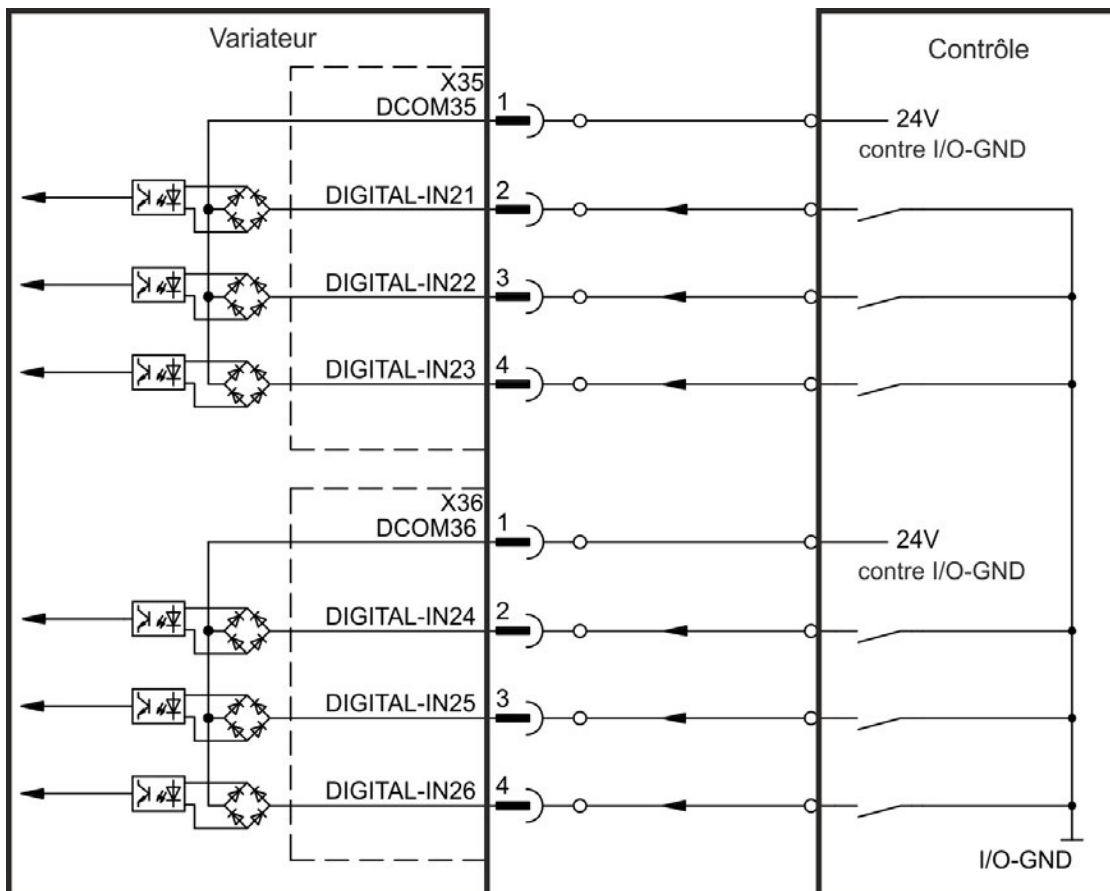 Variateur
Contrôle
X35
DCOM35
1
24V
contre I/O-GND
DIGITAL-IN21
2
DIGITAL-IN22
3
DIGITAL-IN23
4
X36
DCOM36
1
24V
contre I/O-GND
DIGITAL-IN24
2
DIGITAL-IN25
3
DIGITAL-IN26
4
I/O-GND